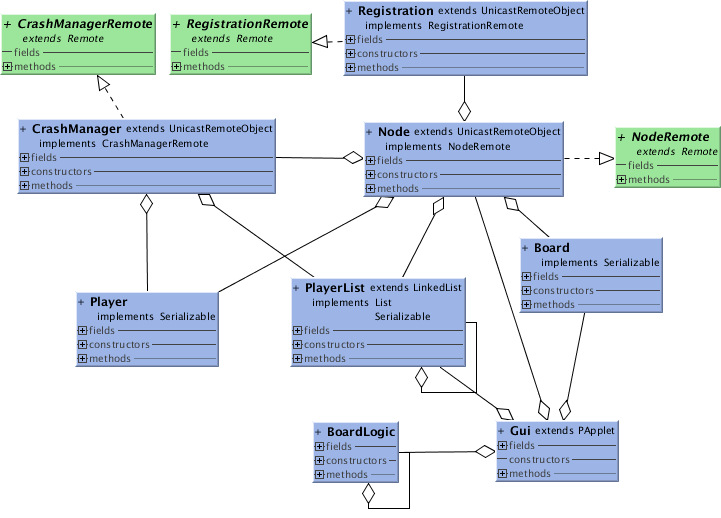 + CrashManagerRemote
extends Remote
fields
methods
+ RegistrationRemote
extends Remote
fields
methods
+ Registration extends UnicastRemoteObject
implements RegistrationRemote
fields
constructors
methods
+ CrashManager extends UnicastRemoteObject
implements CrashManagerRemote
fields
constructors
methods
+ Node extends UnicastRemoteObject
implements NodeRemote
fields
constructors
methods
+ NodeRemote
extends Remote
fields
methods
+ Board
implements Serializable
fields
constructors
methods
+ Player
implements Serializable
fields
constructors
methods
+ PlayerList extends LinkedList
implements List
Serializable
fields
constructors
methods
+ BoardLogic
fields
constructors
methods
+ Gui extends PApplet
fields
constructors
methods